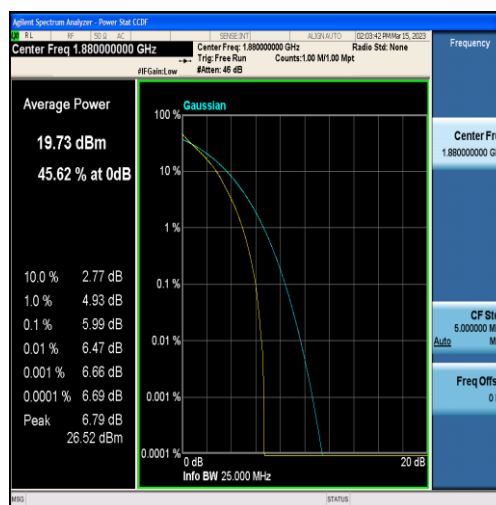 Agilent Spectrum Analyzer - Power Stat CCDF
RL RF 50 Ω AC SENSE:INT ALIGN AUTO 02:03:42 PM Mar 15, 2023
Center Freq 1.880000000 GHz
Center Freq: 1.880000000 GHz Radio Std: None
Trig: Free Run Counts:1.00 M/1.00 Mpt
#IFGain:Low #Atten: 46 dB
Frequency
Average Power
19.73 dBm
45.62 % at 0dB
10.0 % 2.77 dB
1.0 % 4.93 dB
0.1 % 5.99 dB
0.01 % 6.47 dB
0.001 % 6.66 dB
0.0001 % 6.69 dB
Peak 6.79 dB
26.52 dBm
Gaussian
100 %
10 %
1 %
0.1 %
0.01 %
0.001 %
0.0001 %
0 dB 20 dB
Info BW 25.000 MHz
Center Fre
1.880000000 G
CF Ste
5.000000 M
Auto M
Freq Offs
0
MSG STATUS